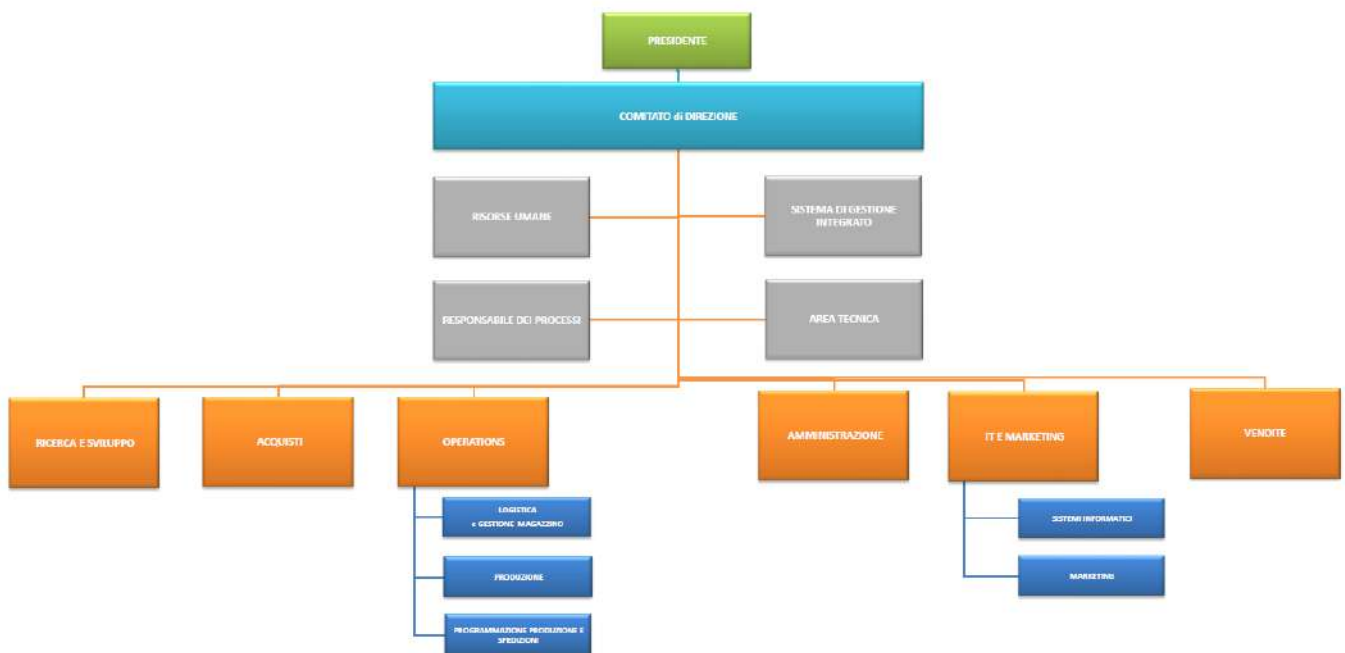 PRESIDENTE
COMITATO di DIREZIONE
RISORSE UMANE
SISTEMA DI GESTIONE
INTEGRATO
RESPONSABILE DEI PROCESSI
AREA TECNICA
RICERCA E SVILUPPO
ACQUISTI
OPERATIONS
AMMINISTRAZIONE
IT E MARKETING
VENDITE
LOGISTICA
e GESTIONE MAGAZZINO
PRODUZIONE
PROGRAMMAZIONE PRODUZIONE E
SPEDIZIONI
SISTEMI INFORMATICI
MARKETING